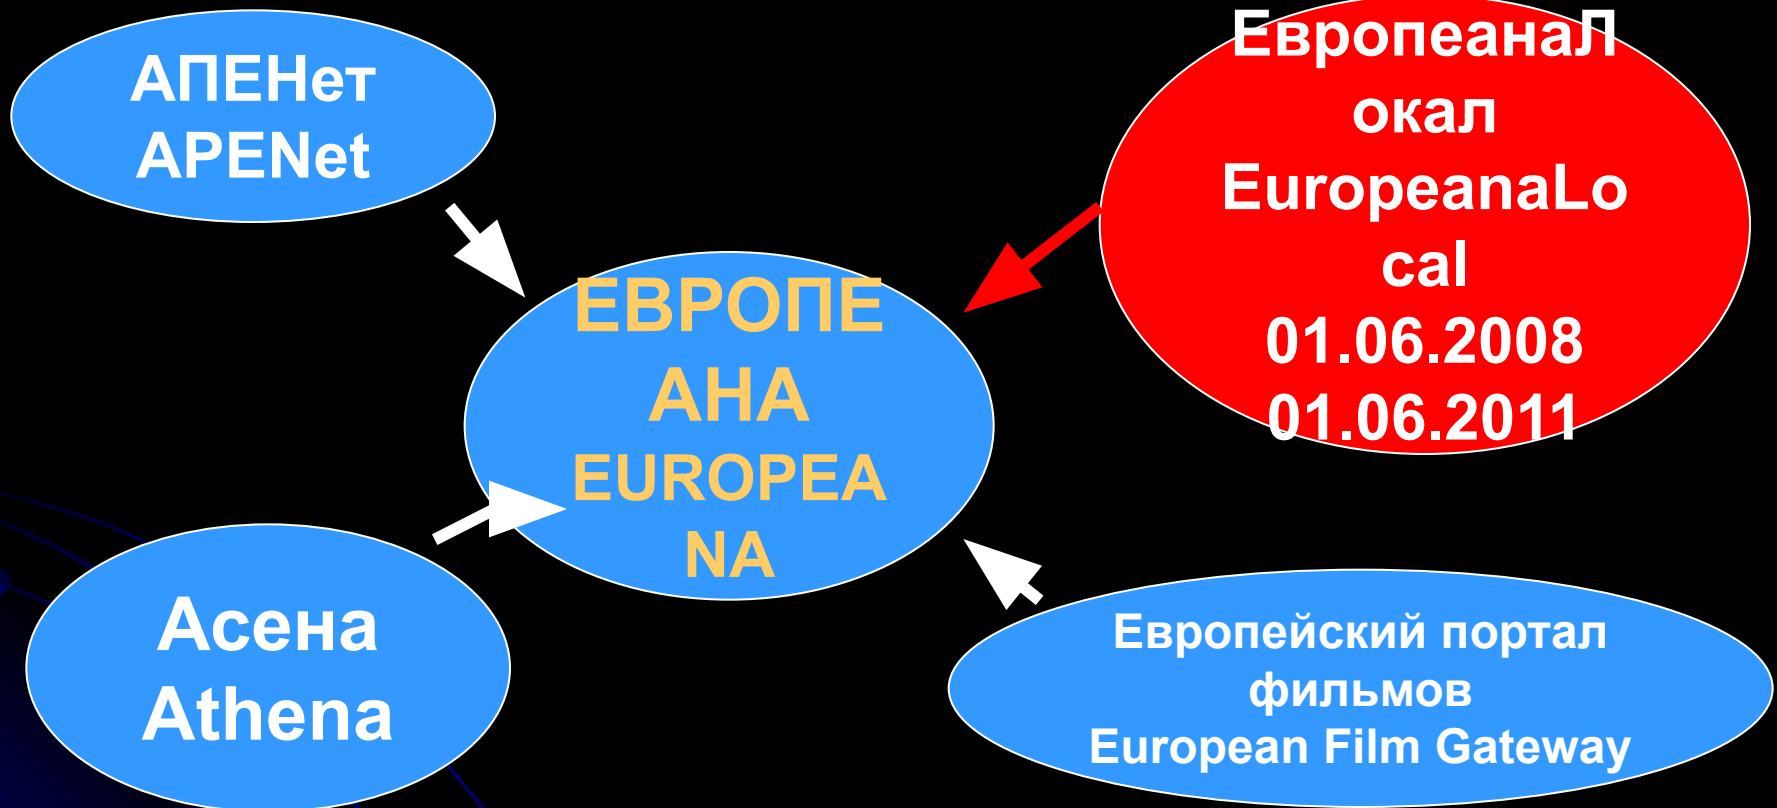 АПЕНет
APENet
ЕвропеанаЛ
окал
EuropeanaLo
cal
01.06.2008
01.06.2011
ЕВРОПЕ
АНА
EUROPEA
NA
Асена
Athena
Европейский портал
фильмов
European Film Gateway